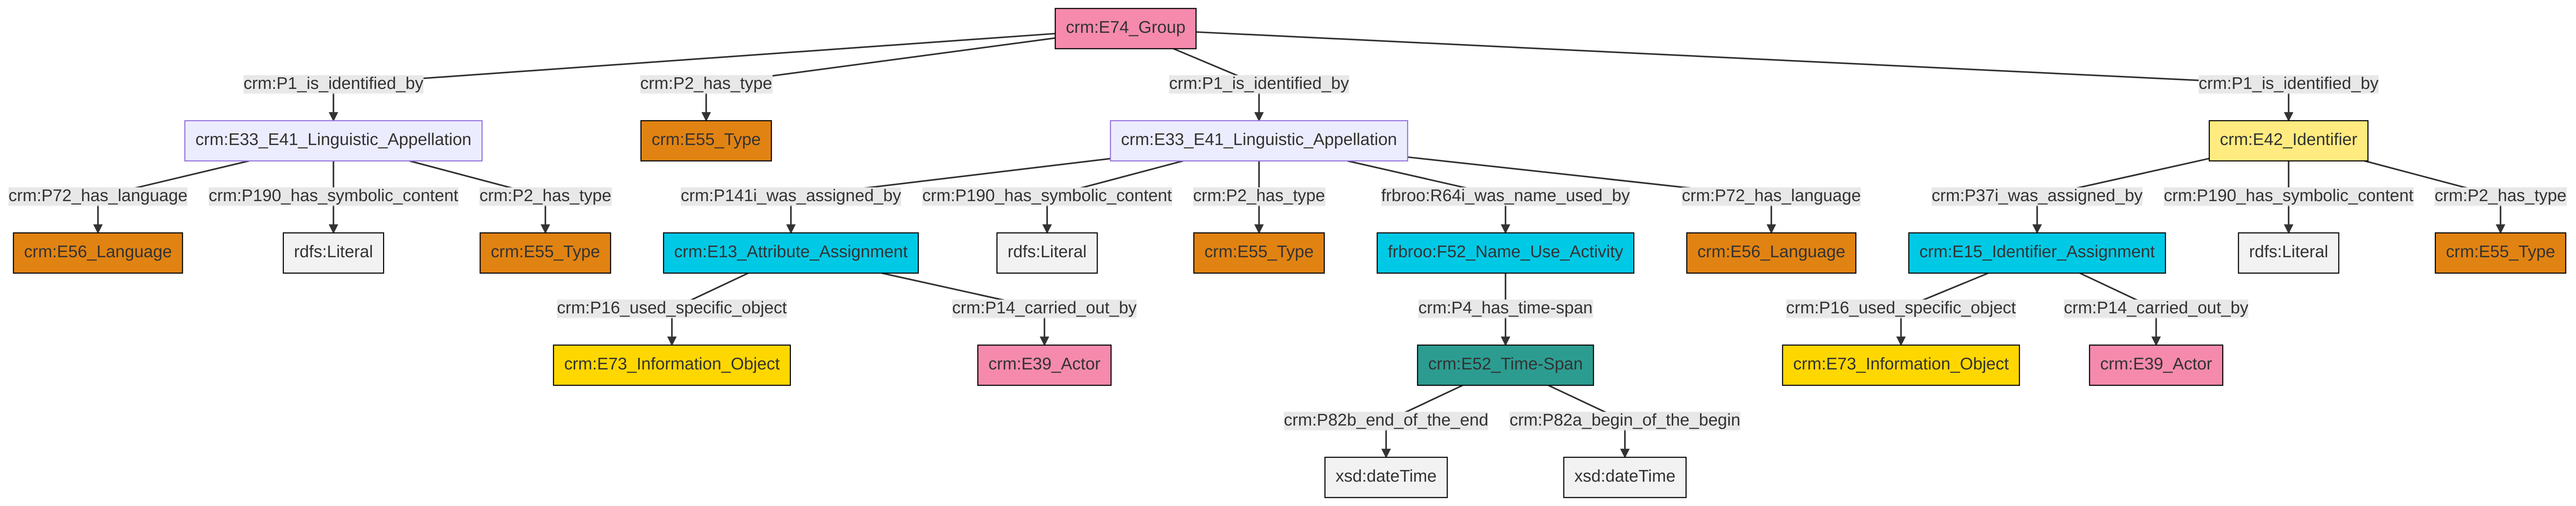 crm:E74_Group
crm:P1_is_identified_by
crm:P2_has_type
crm:P1_is_identified_by
crm:P1_is_identified_by
crm:E33_E41_Linguistic_Appellation
crm:E55_Type
crm:E33_E41_Linguistic_Appellation
crm:E42_Identifier
crm:P72_has_language
crm:P190_has_symbolic_content
crm:P2_has_type
crm:P141i_was_assigned_by
crm:P190_has_symbolic_content
crm:P2_has_type
frbroo:R64i_was_name_used_by
crm:P72_has_language
crm:P37i_was_assigned_by
crm:P190_has_symbolic_content
crm:P2_has_type
crm:E56_Language
rdfs:Literal
crm:E55_Type
crm:E13_Attribute_Assignment
rdfs:Literal
crm:E55_Type
frbroo:F52_Name_Use_Activity
crm:E56_Language
crm:E15_Identifier_Assignment
rdfs:Literal
crm:E55_Type
crm:P16_used_specific_object
crm:P14_carried_out_by
crm:P4_has_time-span
crm:P16_used_specific_object
crm:P14_carried_out_by
crm:E73_Information_Object
crm:E39_Actor
crm:E52_Time-Span
crm:E73_Information_Object
crm:E39_Actor
crm:P82b_end_of_the_end
crm:P82a_begin_of_the_begin
xsd:dateTime
xsd:dateTime